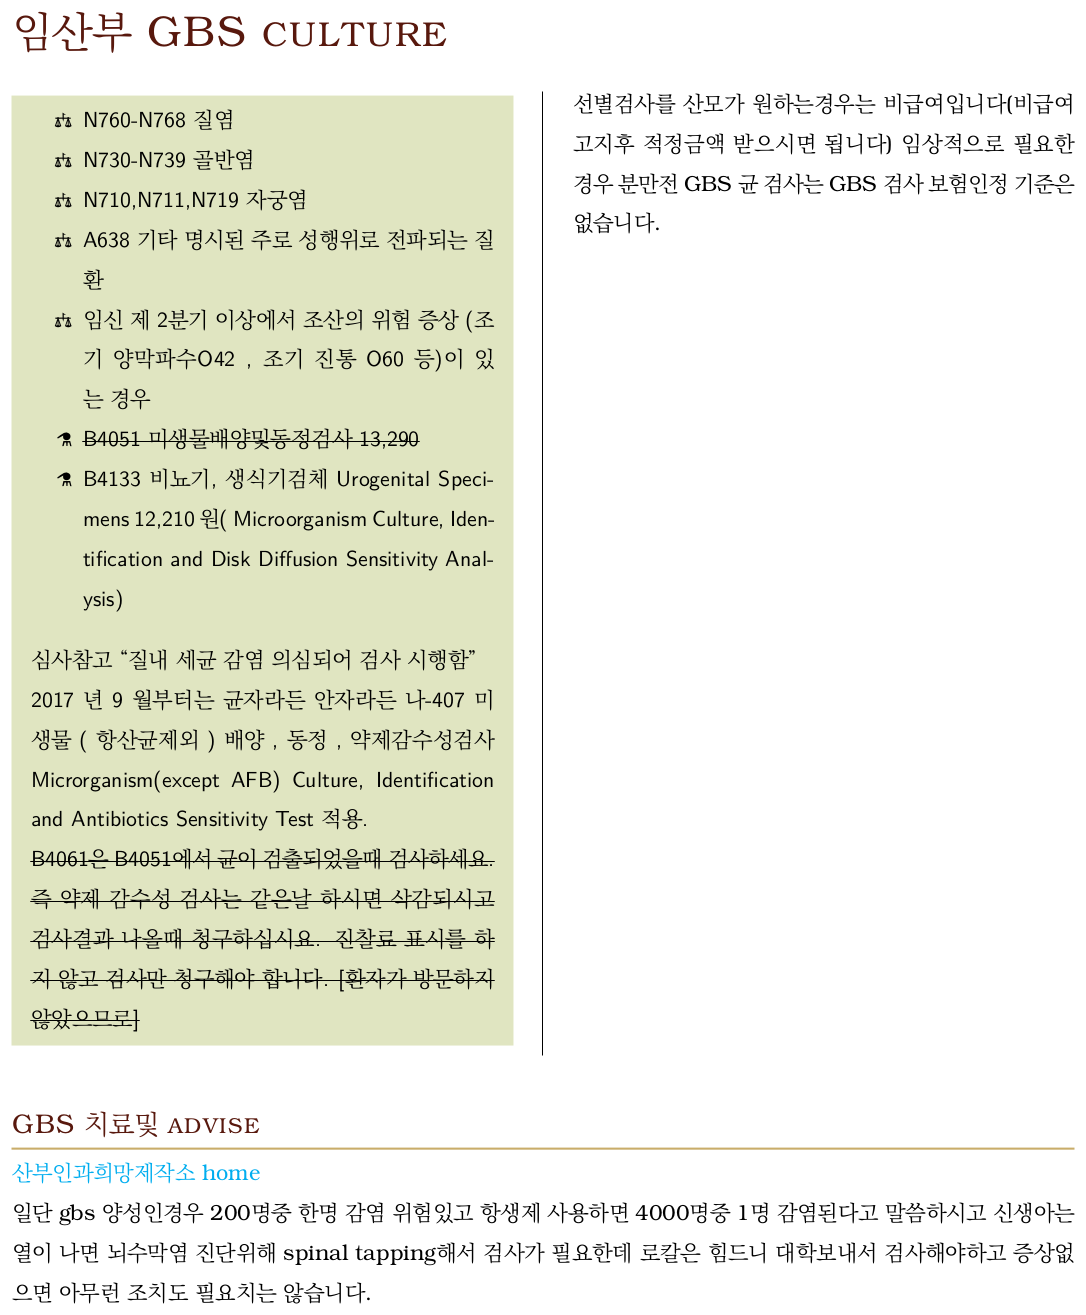 임산부 GBS CULTURE
N760-N768 질염
N730-N739 골반염
N710,N711,N719 자궁염
A638 기타 명시된 주로 성행위로 전파되는 질
환
임신 제 2분기 이상에서 조산의 위험 증상 (조
기 양막파수O42 , 조기 진통 O60 등)이 있
는 경우
B4051 미생물배양및동정검사 13,290
B4133 비뇨기, 생식기검체 Urogenital Speci-
mens 12,210 원( Microorganism Culture, Iden-
tification and Disk Diffusion Sensitivity Anal-
ysis)
심사참고 “질내 세균 감염 의심되어 검사 시행함”
2017 년 9 월부터는 균자라든 안자라든 나-407 미
생물 ( 항산균제외 ) 배양 , 동정 , 약제감수성검사
Microrganism(except AFB) Culture, Identification
and Antibiotics Sensitivity Test 적용.
B4061은 B4051에서 균이 검출되었을때 검사하세요.
즉 약제 감수성 검사는 같은날 하시면 삭감되시고
검사결과 나올때 청구하십시요. 진찰료 표시를 하
지 않고 검사만 청구해야 합니다. [환자가 방문하지
않았으므로]
선별검사를 산모가 원하는경우는 비급여입니다(비급여
고지후 적정금액 받으시면 됩니다) 임상적으로 필요한
경우 분만전 GBS 균 검사는 GBS 검사 보험인정 기준은
없습니다.
GBS 치료및 ADVISE
산부인과희망제작소 home
일단 gbs 양성인경우 200명중 한명 감염 위험있고 항생제 사용하면 4000명중 1명 감염된다고 말씀하시고 신생아는
열이 나면 뇌수막염 진단위해 spinal tapping해서 검사가 필요한데 로칼은 힘드니 대학보내서 검사해야하고 증상없
으면 아무런 조치도 필요치는 않습니다.